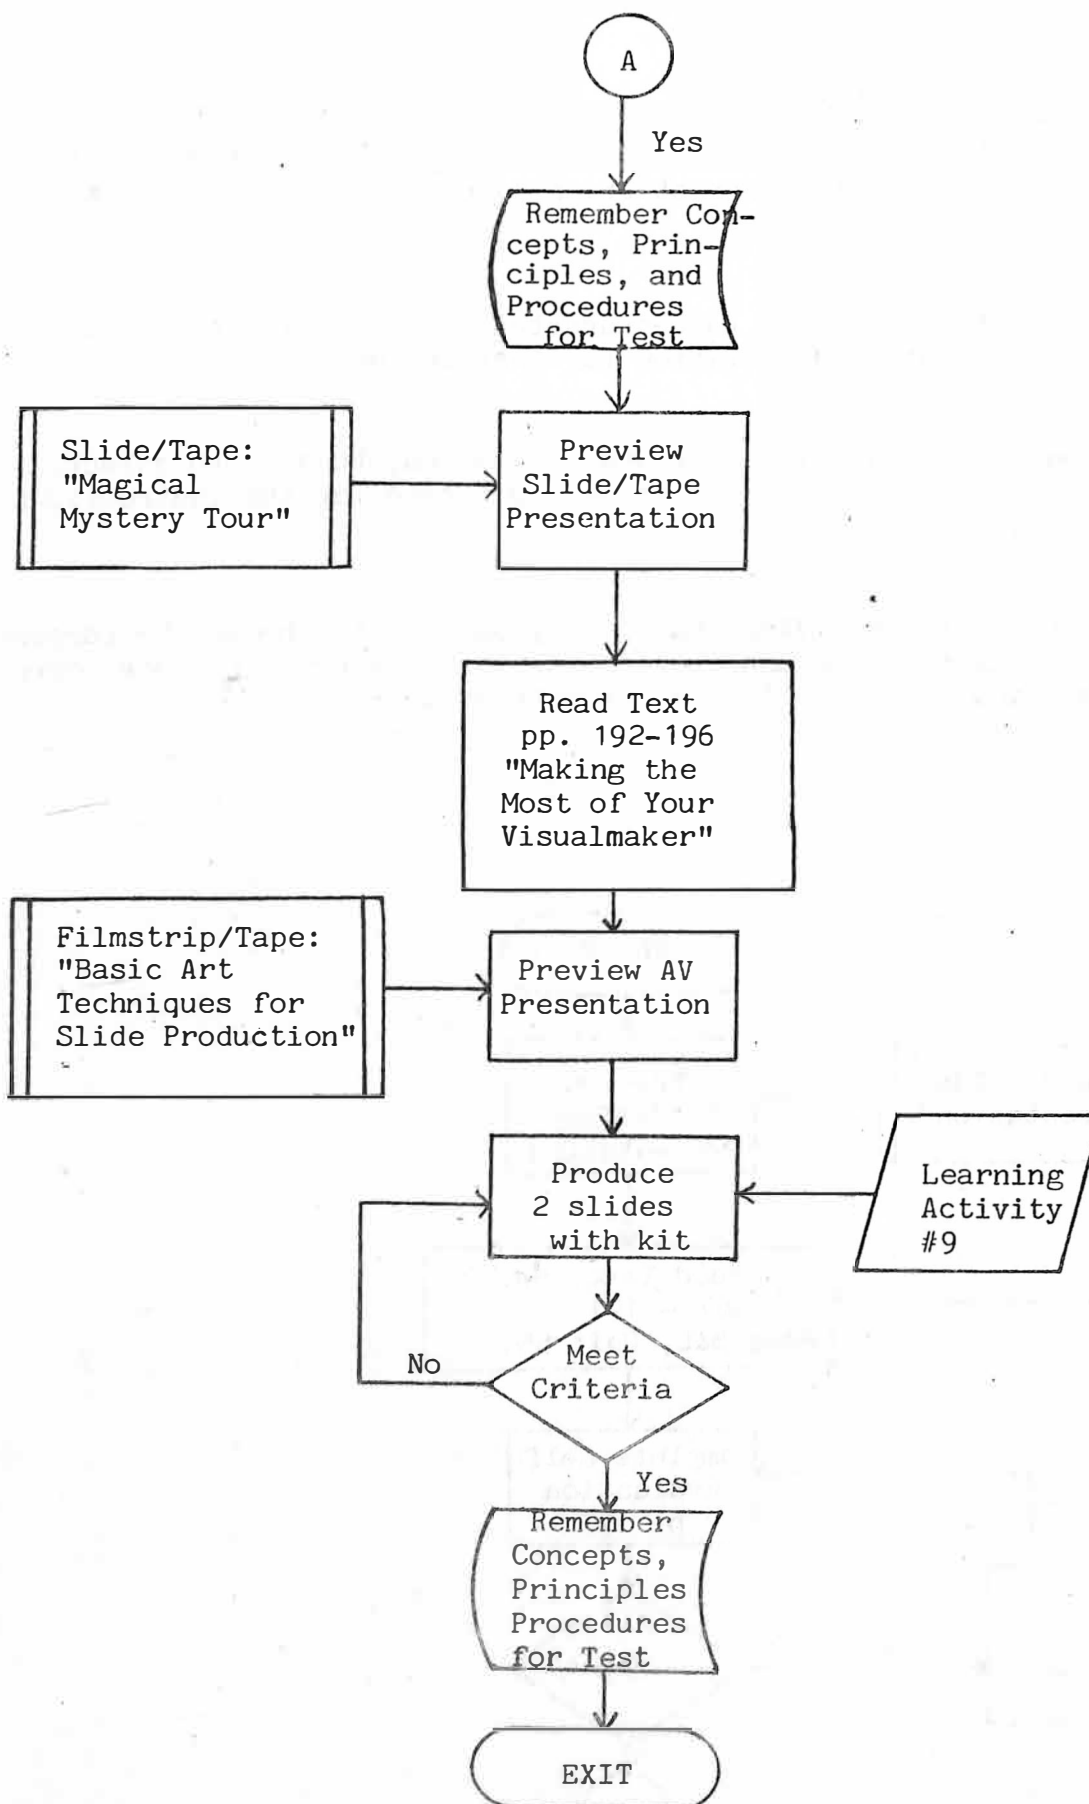 A
Yes
Remember Con-
cepts, Prin-
ciples, and
Procedures
for Test
Slide/Tape:
"Magical
Mystery Tour"
Preview
Slide/Tape
Presentation
Read Text
pp. 192-196
"Making the
Most of Your
Visualmaker"
Filmstrip/Tape:
"Basic Art
Techniques for
Slide Production"
Preview AV
Presentation
Produce
2 slides
with kit
Learning
Activity
#9
Meet
Criteria
No
Yes
Remember
Concepts,
Principles
Procedures
for Test
EXIT